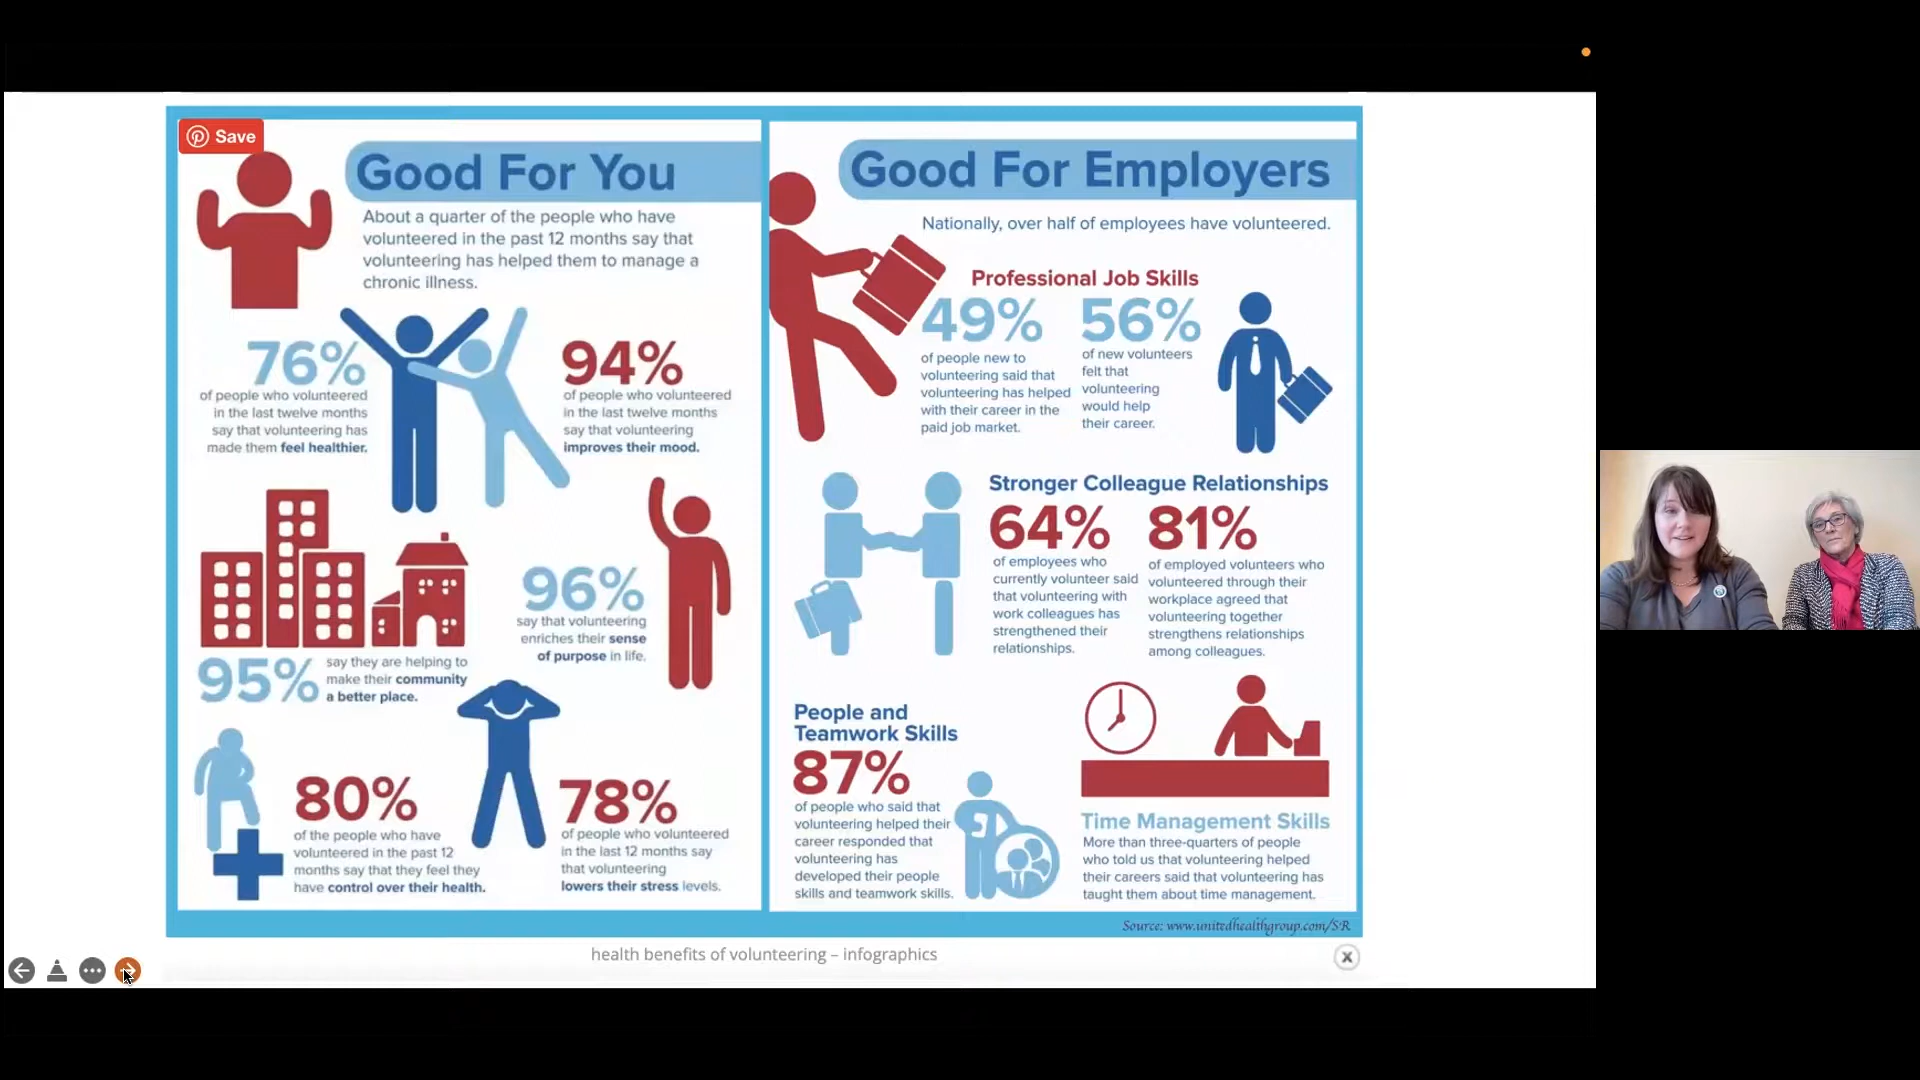 Save
Good For You
About a quarter of the people who have
volunteered in the past 12 months say that
volunteering has helped them to manage a
chronic illness.
76%
of people who volunteered
in the last twelve months
say that volunteering has
made them feel healthier.
94%
of people who volunteered
in the last twelve months
say that volunteering
improves their mood.
96%
say that volunteering
enriches their sense
of purpose in life.
95%
say they are helping to
make their community
a better place.
80%
of the people who have
volunteered in the past 12
months say that they feel they
have control over their health.
78%
of people who volunteered
in the last 12 months say
that volunteering
lowers their stress levels.
Good For Employers
Nationally, over half of employees have volunteered.
Professional Job Skills
49%
of people new to
volunteering said that
volunteering has helped
with their career in the
paid job market.
56%
of new volunteers
felt that
volunteering
would help
their career.
Stronger Colleague Relationships
64%
of employees who
currently volunteer said
that volunteering with
work colleagues has
strengthened their
relationships.
81%
of employed volunteers who
volunteered through their
workplace agreed that
volunteering together
strengthens relationships
among colleagues.
People and
Teamwork Skills
87%
of people who said that
volunteering helped their
career responded that
volunteering has
developed their people
skills and teamwork skills.
Time Management Skills
More than three-quarters of people
who told us that volunteering helped
their careers said that volunteering has
taught them about time management.
Source: www.unitedhealthgroup.com/SR
health benefits of volunteering – infographics
X